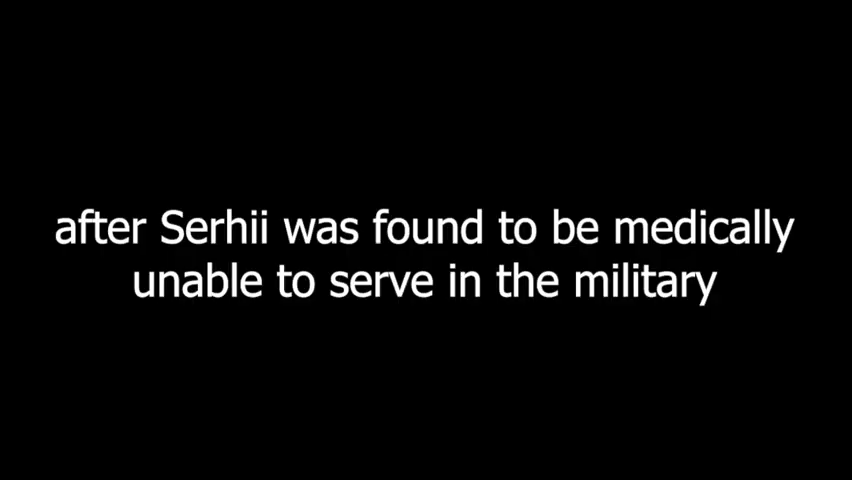 after Serhii was found to be medically
unable to serve in the military